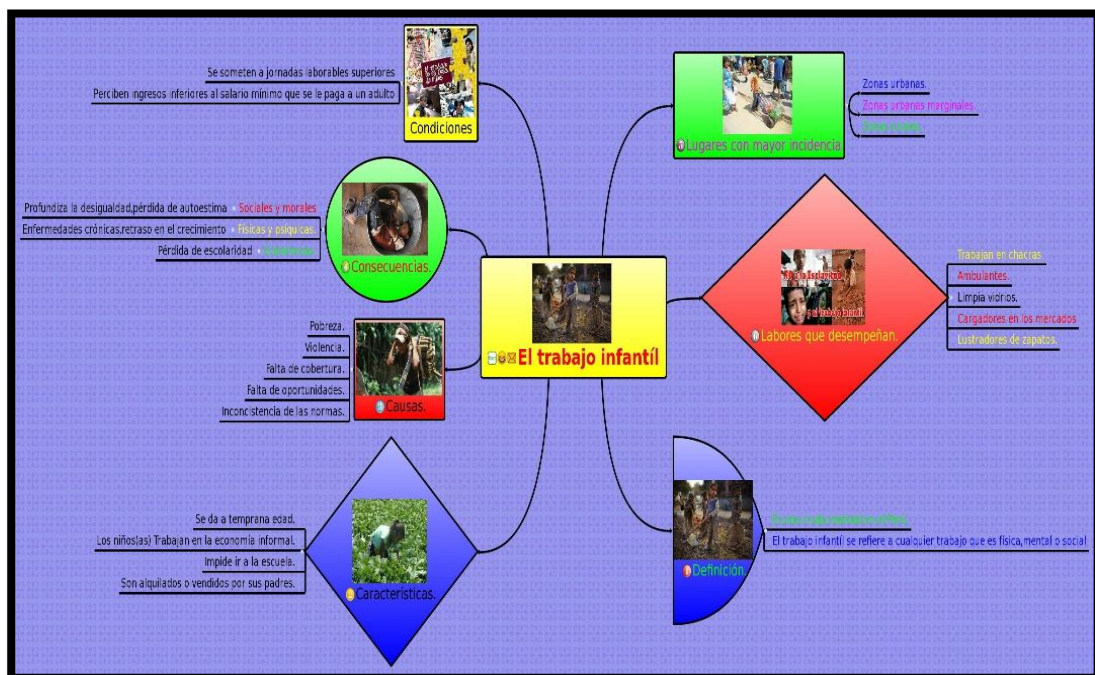 El trabajo infantíl
Condiciones
Se someten a jornadas laborables superiores
Perciben ingresos inferiores al salario mínimo que se le paga a un adulto
Consecuencias.
Sociales y morales
Profundiza la desigualdad,pérdida de autoestima
Físicas y psiquicas.
Enfermedades crónicas,retraso en el crecimiento
Pérdida de escolaridad
Causas.
Pobreza.
Violencia.
Falta de cobertura.
Falta de oportunidades.
Inconcistencia de las normas.
Características.
Se da a temprana edad.
Los niños(as) Trabajan en la economía informal.
Impide ir a la escuela.
Son alquilados o vendidos por sus padres.
Lugares con mayor incidencia
Zonas urbanas.
Zonas urbanas marginales.
Labores que desempeñan.
Trabajan en chacras
Ambulantes.
Limpia vidrios.
Cargadores en los mercados
Lustradores de zapatos.
Definición.
El trabajo infantíl se refiere a cualquier trabajo que es física,mental o social